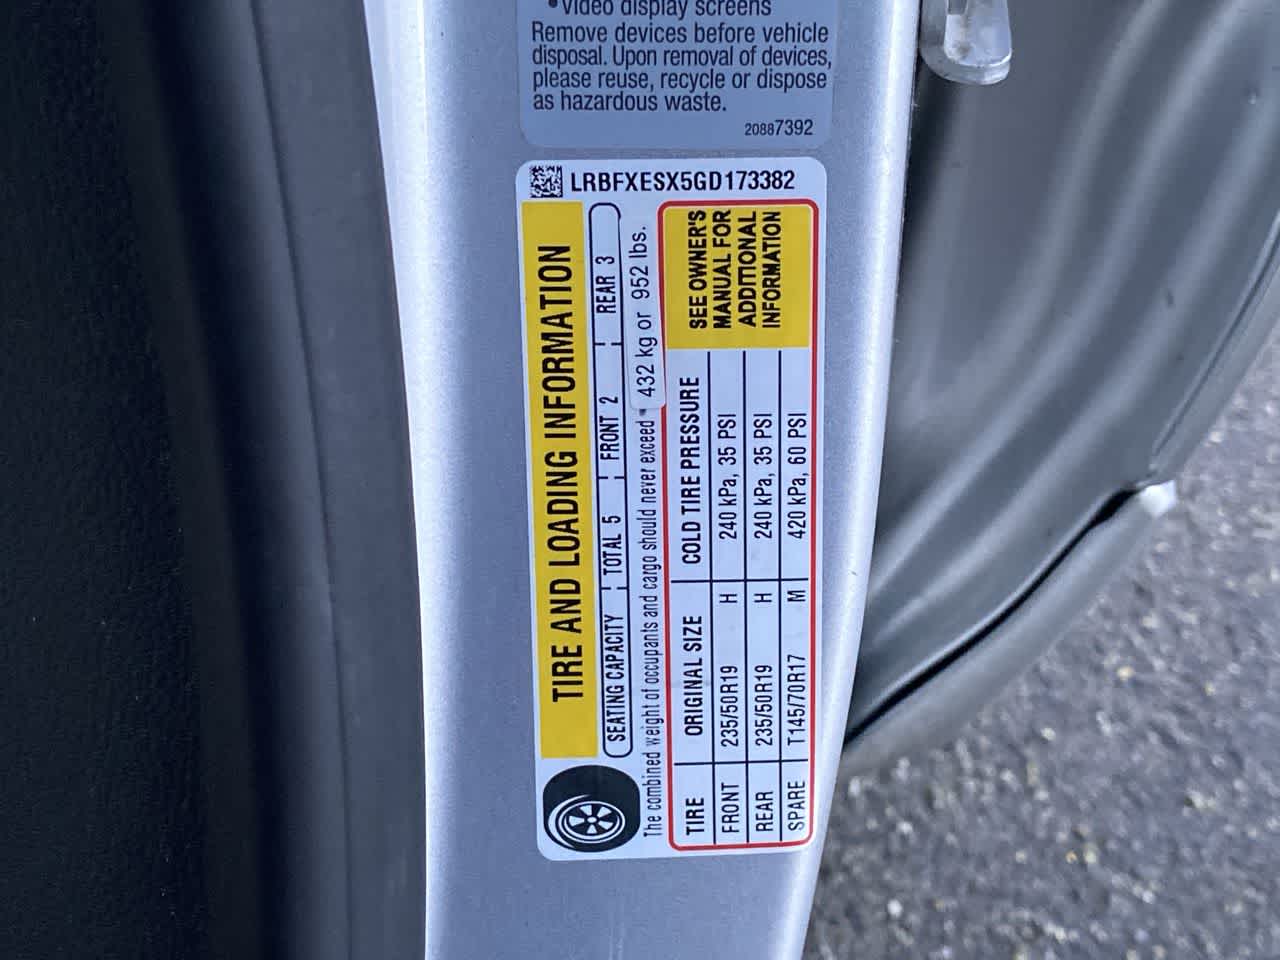 • Video display screens
Remove devices before vehicle
disposal. Upon removal of devices,
please reuse, recycle or dispose
as hazardous waste.
20887392
LRBFXESX5GD173382
TIRE AND LOADING INFORMATION
SEATING CAPACITY TOTAL 5 FRONT 2 REAR 3
The combined weight of occupants and cargo should never exceed 432 kg or 952 lbs.
TIRE ORIGINAL SIZE COLD TIRE PRESSURE
FRONT 235/50R19 H 240 kPa, 35 PSI
REAR 235/50R19 H 240 kPa, 35 PSI
SPARE T145/70R17 M 420 kPa, 60 PSI
SEE OWNER'S
MANUAL FOR
ADDITIONAL
INFORMATION